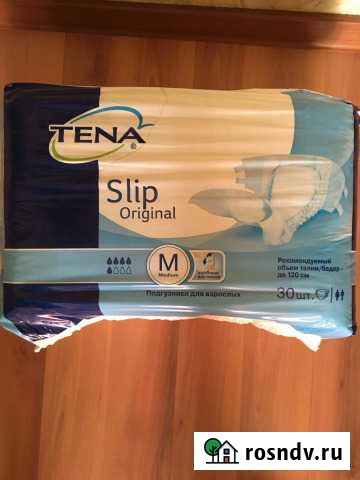 TENA
®
Slip
Original
M
Medium
Рекомендуемый
объем талии/бедер -
до 120 см
Подгузники для взрослых
30 шт.
rosndv.ru